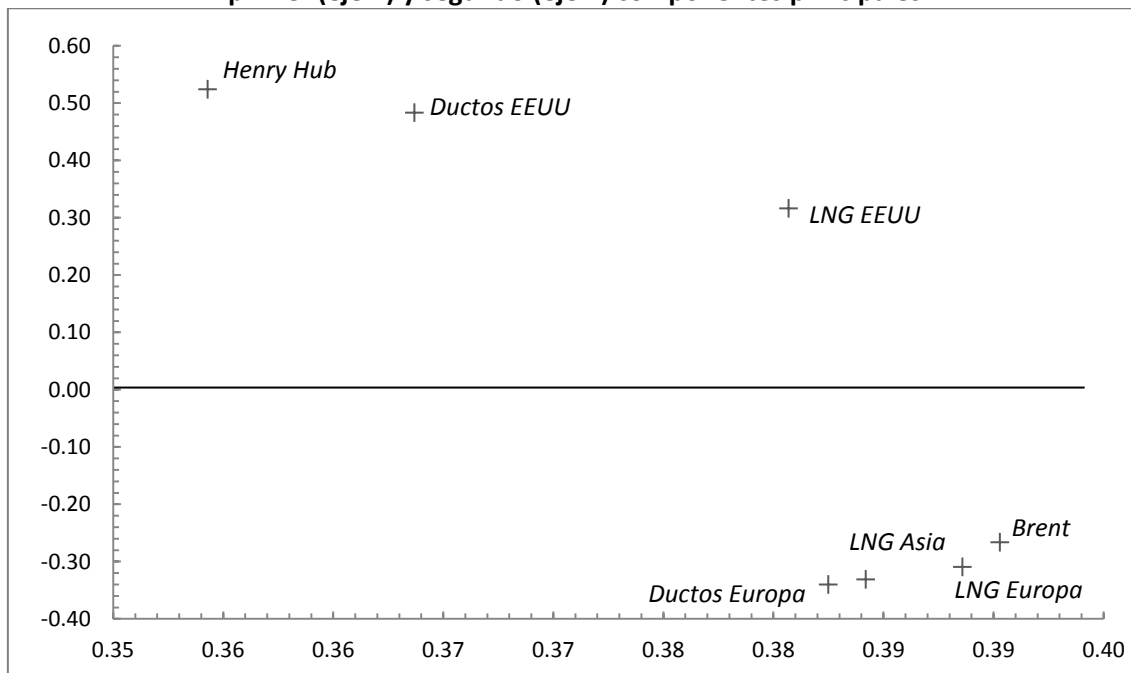 0.60
Henry Hub
0.50
Ductos EEUU
0.40
0.30
LNG EEUU
0.20
0.10
0.00
-0.10
-0.20
Brent
LNG Asia
-0.30
Ductos Europa
LNG Europa
-0.40
0.35 0.36 0.36 0.37 0.37 0.38 0.38 0.39 0.39 0.40